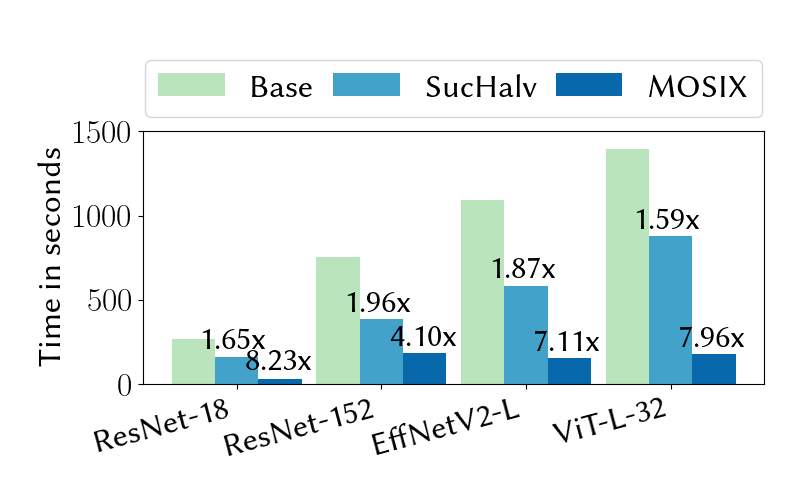 Base SucHalv MOSIX
Time in seconds
1500
1000
500
0
1.65x 8.23x
1.96x 4.10x
1.87x 7.11x
1.59x 7.96x
ResNet-18 ResNet-152 EffNetV2-L ViT-L-32